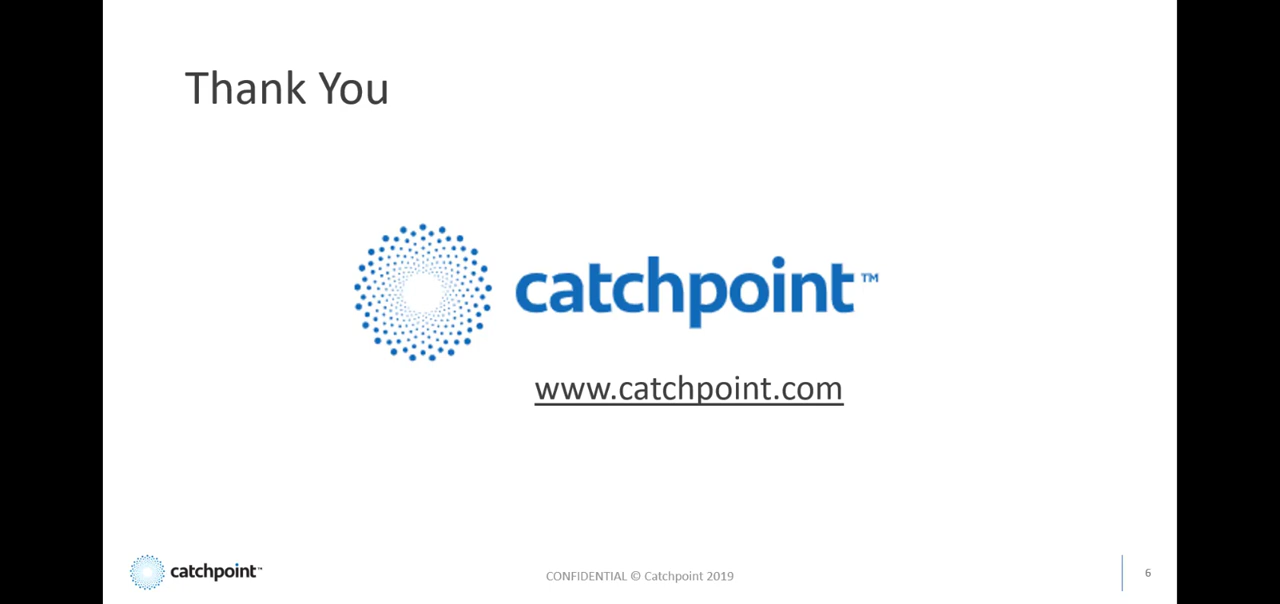 Thank You
catchpoint™
www.catchpoint.com
catchpoint™
CONFIDENTIAL © Catchpoint 2019
6